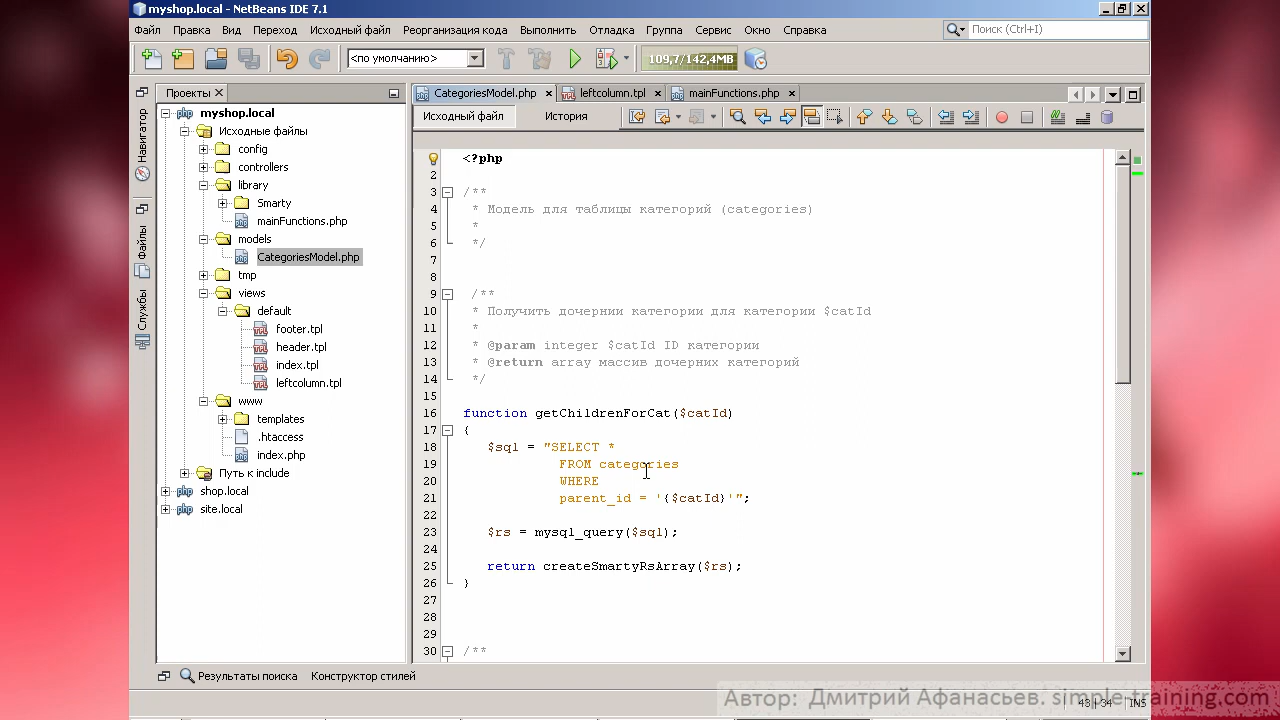 myshop.local - NetBeans IDE 7.1
Файл Правка Вид Переход Исходный файл Реорганизация кода Выполнить Отладка Группа Сервис Окно Справка
Поиск (Ctrl+I)
<по умолчанию>
109,7/142,4MB
Проекты
CategoriesModel.php
leftcolumn.tpl
mainFunctions.php
Исходный файл
История
Навигатор
Файлы
Службы
myshop.local
Исходные файлы
config
controllers
library
Smarty
mainFunctions.php
models
CategoriesModel.php
tmp
views
default
footer.tpl
header.tpl
index.tpl
leftcolumn.tpl
www
templates
.htaccess
index.php
Путь к include
shop.local
site.local
<?php
2
3 /**
4 * Модель для таблицы категорий (categories)
5 *
6 */
7
8
9 /**
10 * Получить дочернии категории для категории $catId
11 *
12 * @param integer $catId ID категории
13 * @return array массив дочерних категорий
14 */
15
16 function getChildrenForCat($catId)
17 {
18 $sql = "SELECT *
19 FROM categories
20 WHERE
21 parent_id = '{$catId}'";
22
23 $rs = mysql_query($sql);
24
25 return createSmartyRsArray($rs);
26 }
27
28
29
30 /**
Результаты поиска
Конструктор стилей
43 | 34
INS
Автор: Дмитрий Афанасьев. simple-training.com